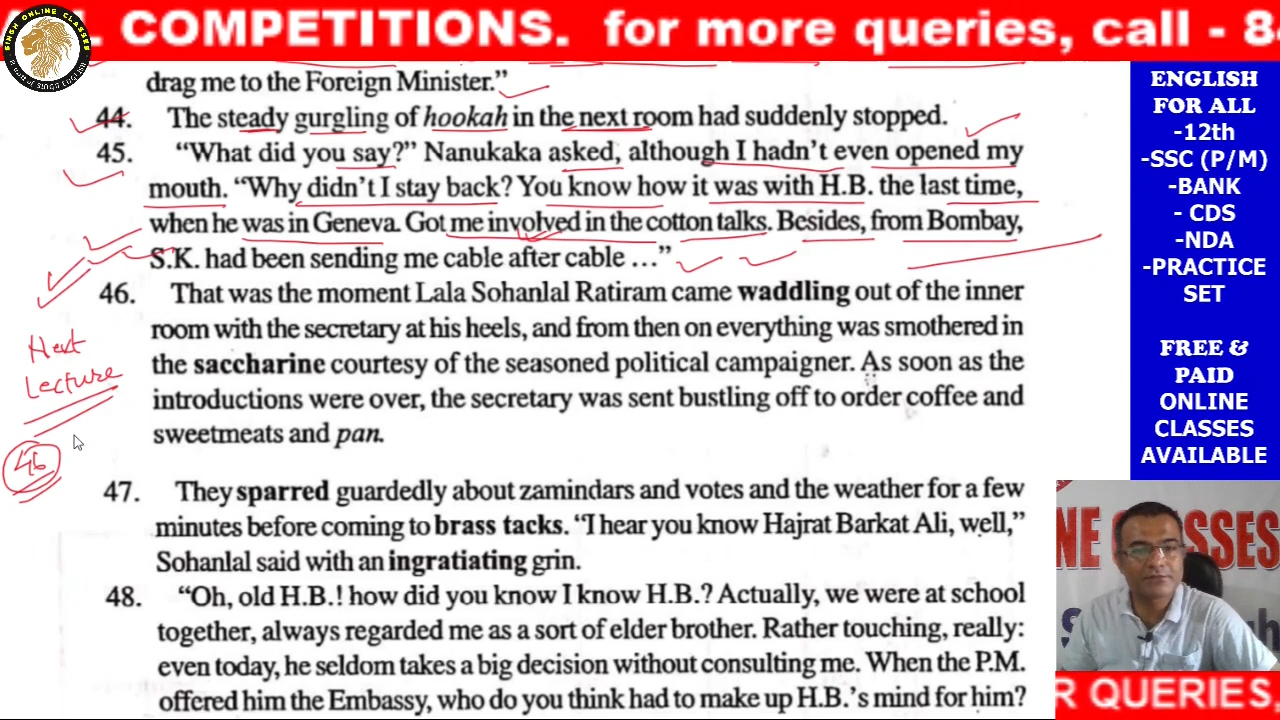 L COMPETITIONS. for more queries, call - 8
SINGH ONLINE CLASSES
drag me to the Foreign Minister."
44. The steady gurgling of hookah in the next room had suddenly stopped.
45. "What did you say?" Nanukaka asked, although I hadn't even opened my
mouth. "Why didn't I stay back? You know how it was with H.B. the last time,
when he was in Geneva. Got me involved in the cotton talks. Besides, from Bombay,
S.K. had been sending me cable after cable ..."
46. That was the moment Lala Sohanlal Ratiram came waddling out of the inner
room with the secretary at his heels, and from then on everything was smothered in
the saccharine courtesy of the seasoned political campaigner. As soon as the
introductions were over, the secretary was sent bustling off to order coffee and
sweetmeats and pan.
47. They sparred guardedly about zamindars and votes and the weather for a few
minutes before coming to brass tacks. "I hear you know Hajrat Barkat Ali, well,"
Sohanlal said with an ingratiating grin.
48. "Oh, old H.B.! how did you know I know H.B.? Actually, we were at school
together, always regarded me as a sort of elder brother. Rather touching, really:
even today, he seldom takes a big decision without consulting me. When the P.M.
offered him the Embassy, who do you think had to make up H.B.'s mind for him?
Next
Lecture
46
ENGLISH
FOR ALL
-12th
-SSC (P/M)
-BANK
- CDS
-NDA
-PRACTICE
SET
FREE &
PAID
ONLINE
CLASSES
AVAILABLE
NE CLASSES
R QUERIES,